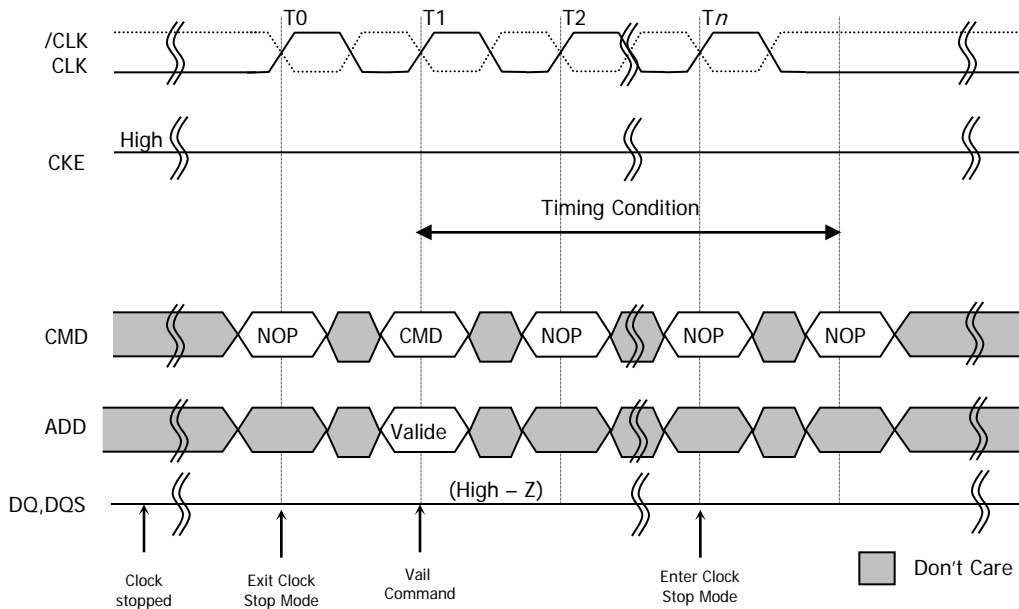 T0 T1 T2 Tn
/CLK
CLK
High
CKE
Timing Condition
CMD NOP CMD NOP NOP NOP
ADD Valide
(High – Z)
DQ,DQS
Clock
stopped
Exit Clock
Stop Mode
Vail
Command
Enter Clock
Stop Mode
Don't Care